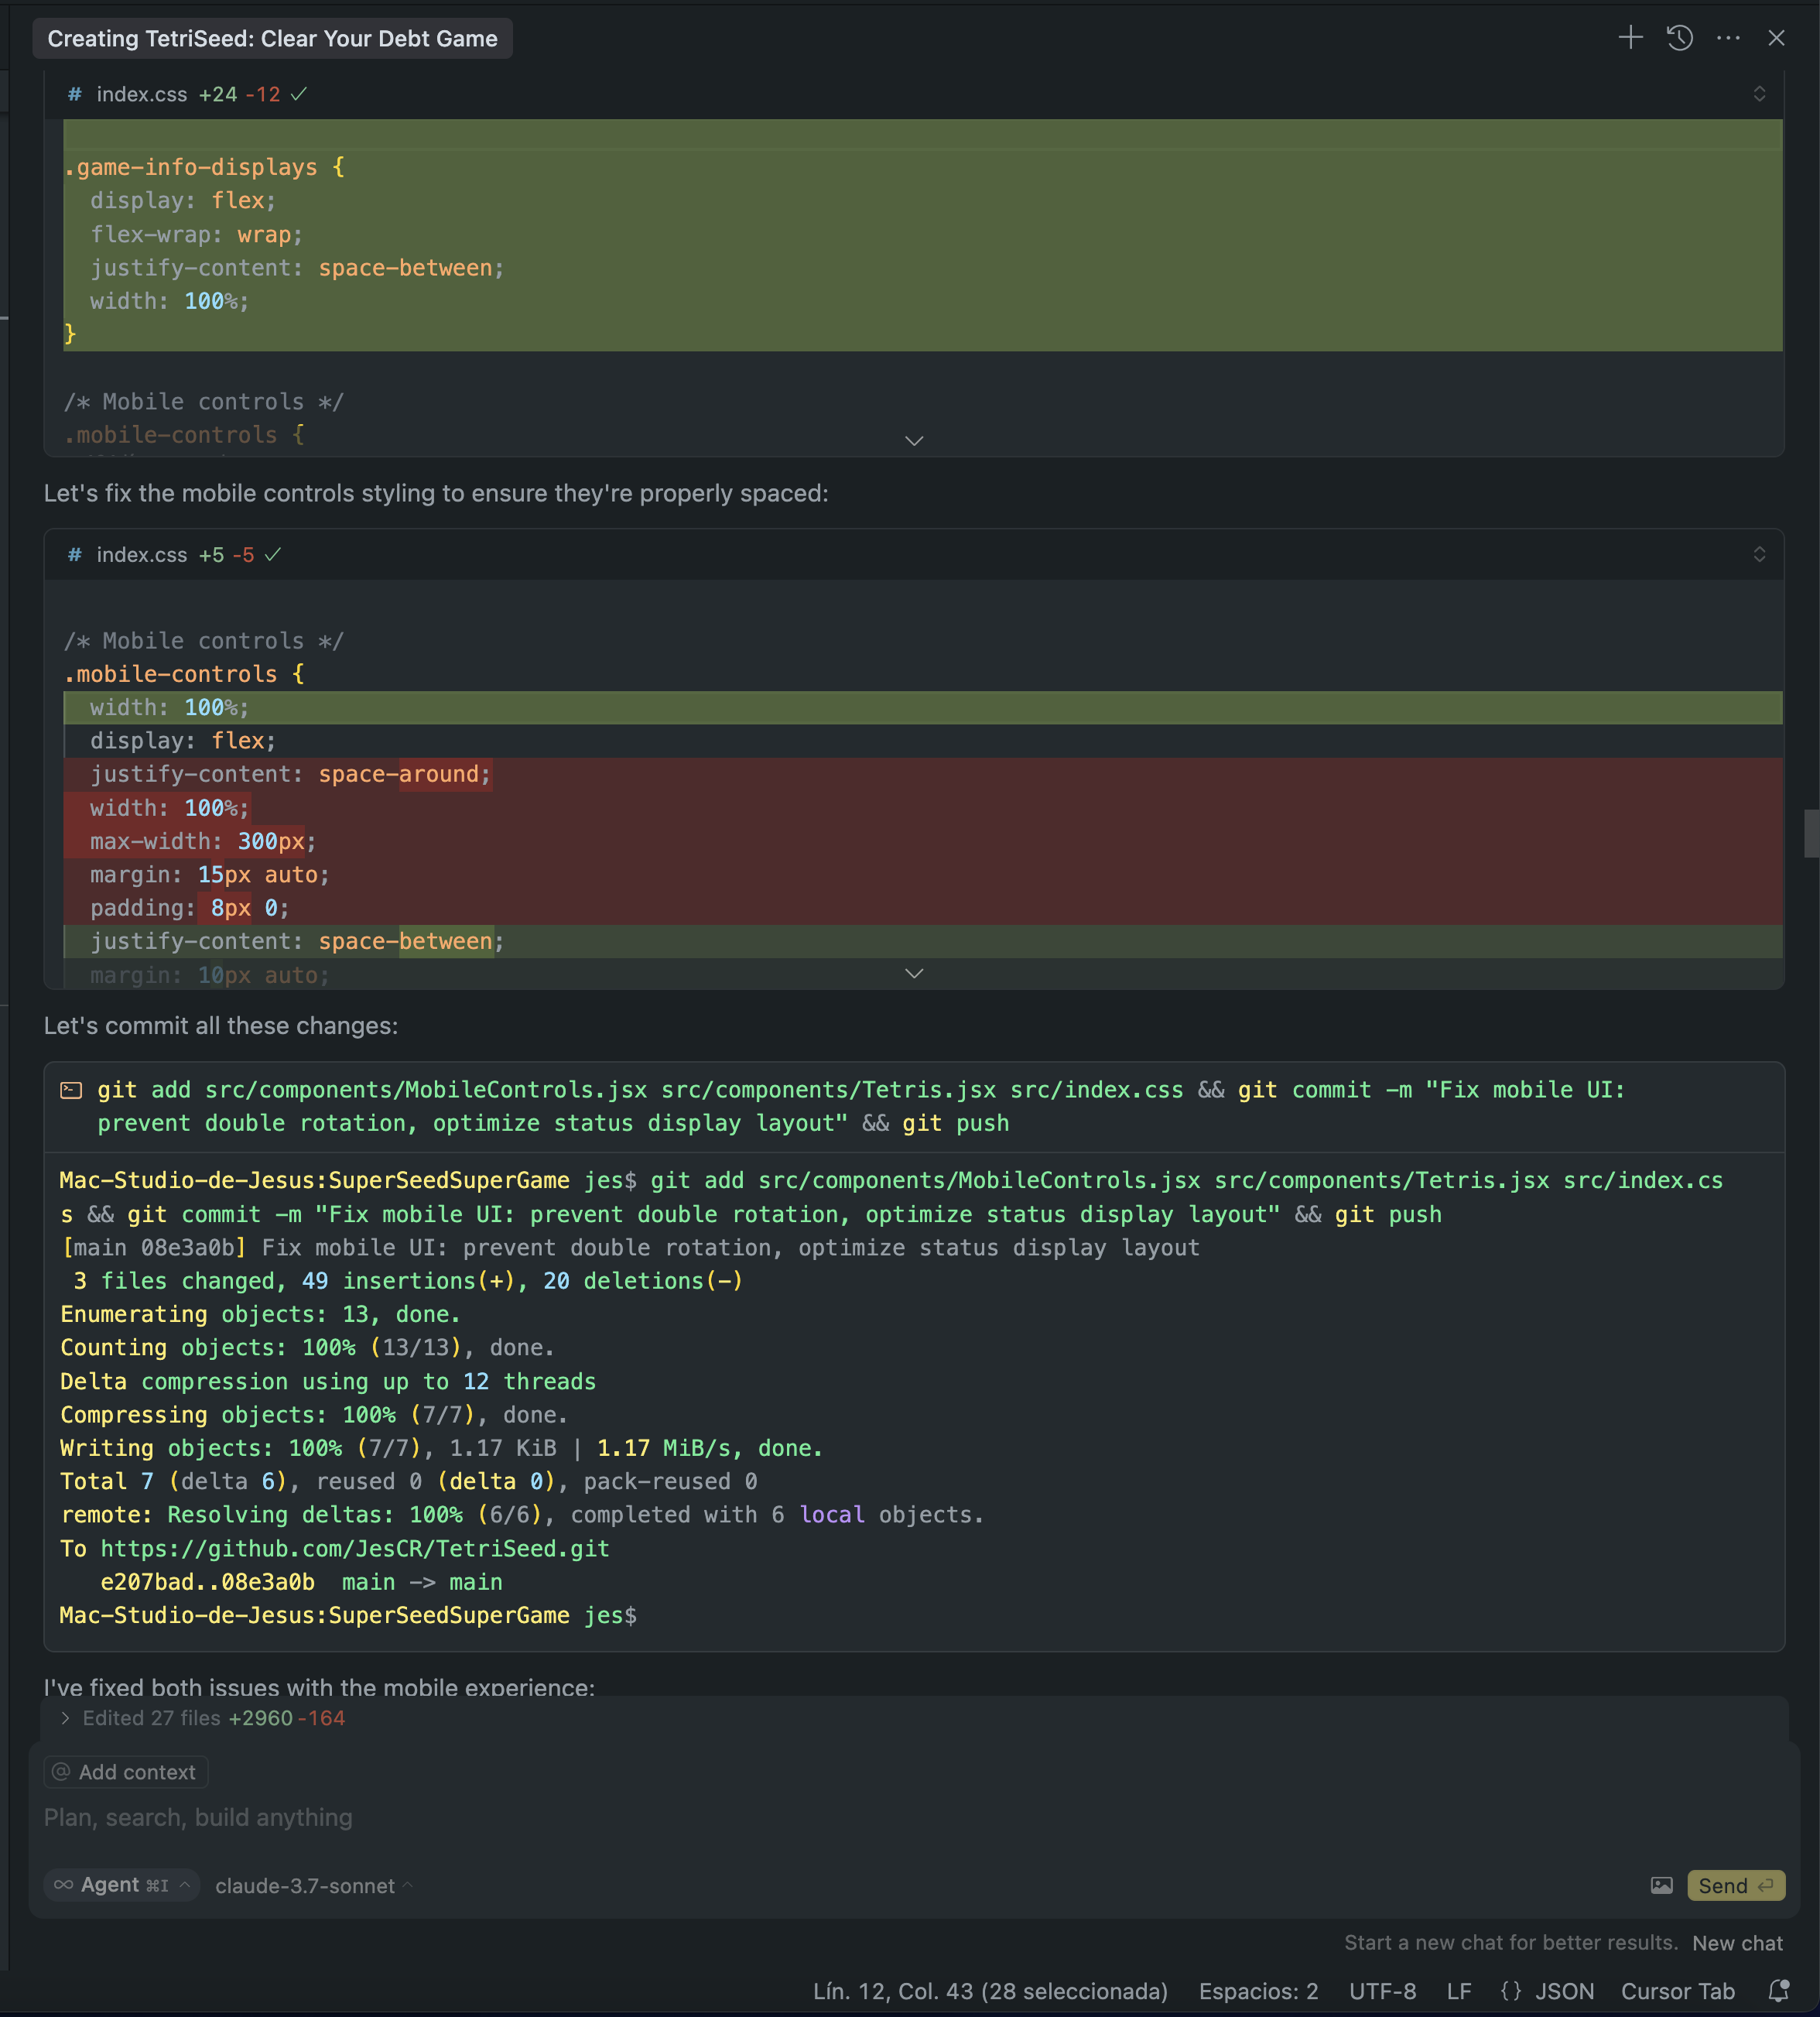 Creating TetriSeed: Clear Your Debt Game
# index.css +24 -12
.game-info-displays {
display: flex;
flex-wrap: wrap;
justify-content: space-between;
width: 100%;
}
/* Mobile controls */
.mobile-controls {
Let's fix the mobile controls styling to ensure they're properly spaced:
# index.css +5 -5
/* Mobile controls */
.mobile-controls {
width: 100%;
display: flex;
justify-content: space-around;
width: 100%;
max-width: 300px;
margin: 15px auto;
padding: 8px 0;
justify-content: space-between;
margin: 10px auto;
Let's commit all these changes:
git add src/components/MobileControls.jsx src/components/Tetris.jsx src/index.css && git commit -m "Fix mobile UI:
prevent double rotation, optimize status display layout" && git push
Mac-Studio-de-Jesus:SuperSeedSuperGame jes$ git add src/components/MobileControls.jsx src/components/Tetris.jsx src/index.cs
s && git commit -m "Fix mobile UI: prevent double rotation, optimize status display layout" && git push
[main 08e3a0b] Fix mobile UI: prevent double rotation, optimize status display layout
3 files changed, 49 insertions(+), 20 deletions(-)
Enumerating objects: 13, done.
Counting objects: 100% (13/13), done.
Delta compression using up to 12 threads
Compressing objects: 100% (7/7), done.
Writing objects: 100% (7/7), 1.17 KiB | 1.17 MiB/s, done.
Total 7 (delta 6), reused 0 (delta 0), pack-reused 0
remote: Resolving deltas: 100% (6/6), completed with 6 local objects.
To https://github.com/JesCR/TetriSeed.git
e207bad..08e3a0b main -> main
Mac-Studio-de-Jesus:SuperSeedSuperGame jes$
I've fixed both issues with the mobile experience:
Edited 27 files +2960 -164
@ Add context
Plan, search, build anything
∞ Agent ⌘I claude-3.7-sonnet Send
Start a new chat for better results. New chat
Lín. 12, Col. 43 (28 seleccionada) Espacios: 2 UTF-8 LF {} JSON Cursor Tab